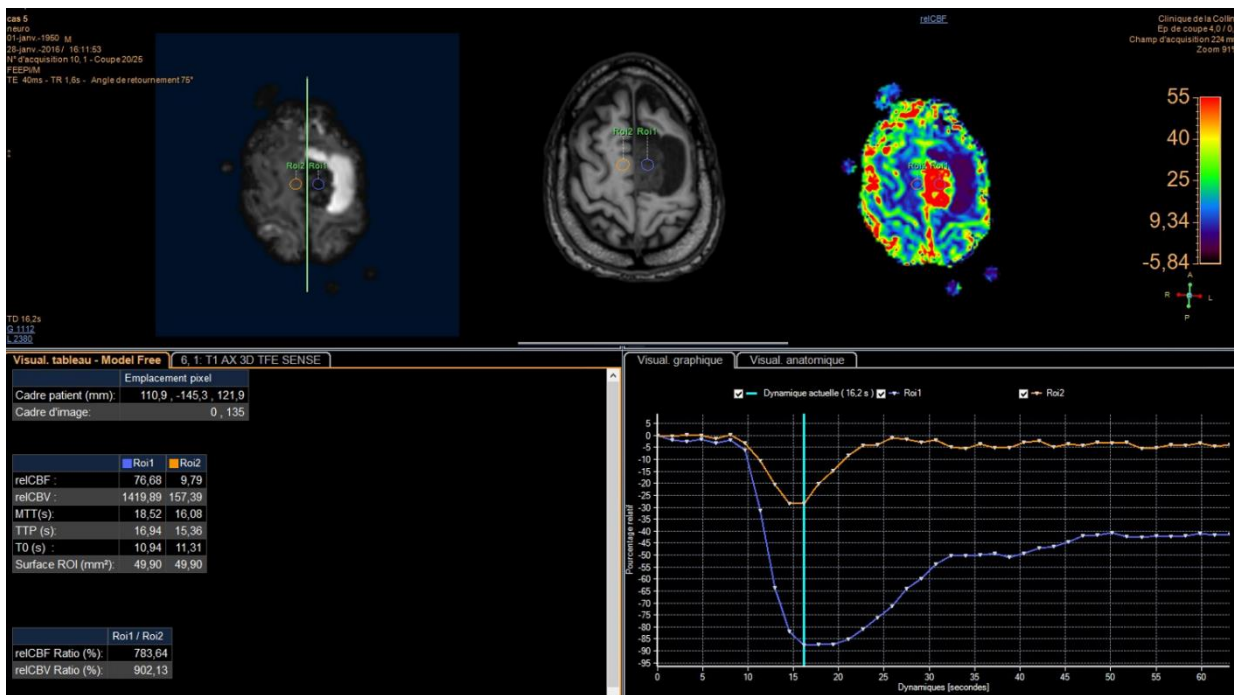 cas 5
neuro
01-janv.-1950 M
28-janv.-2016 / 16:11:53
N° d'acquisition 10, 1 - Coupe 20/25
FEEPI/M
TE 40ms - TR 1,6s - Angle de retournement 75°
relCBF
Clinique de la Collin
Ep de coupe 4,0 / 0,
Champ d'acquisition 224 m
Zoom 91%
Roi2 Roi1
Roi2 Roi1
55
40
25
9,34
-5,84
A
R L
P
TD 16,2s
G 1112
L 2380
Visual. tableau - Model Free
6, 1: T1 AX 3D TFE SENSE
Emplacement pixel
Cadre patient (mm): 110,9 , -145,3 , 121,9
Cadre d'image: 0 , 135
Roi1 Roi2
relCBF : 76,68 9,79
relCBV : 1419,89 157,39
MTT(s): 18,52 16,08
TTP (s): 16,94 15,36
T0 (s) : 10,94 11,31
Surface ROI (mm²): 49,90 49,90
Roi1 / Roi2
relCBF Ratio (%): 783,64
relCBV Ratio (%): 902,13
Visual. graphique
Visual. anatomique
Dynamique actuelle ( 16,2 s ) Roi1 Roi2
Pourcentage relatif
5
0
-5
-10
-15
-20
-25
-30
-35
-40
-45
-50
-55
-60
-65
-70
-75
-80
-85
-90
-95
0 5 10 15 20 25 30 35 40 45 50 55 60
Dynamiques [secondes]